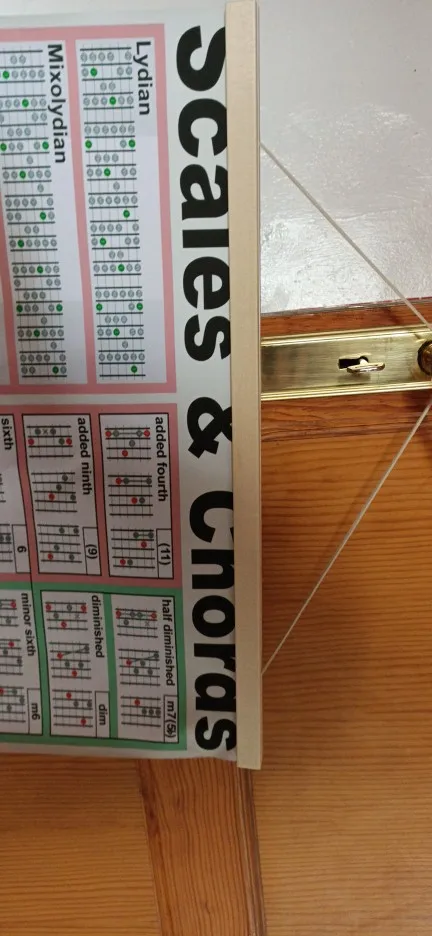 Scales & Chords
Lydian
added fourth
(11)
half diminished
m7(5♭)
Mixolydian
added ninth
(9)
diminished
dim
sixth
6
minor sixth
m6